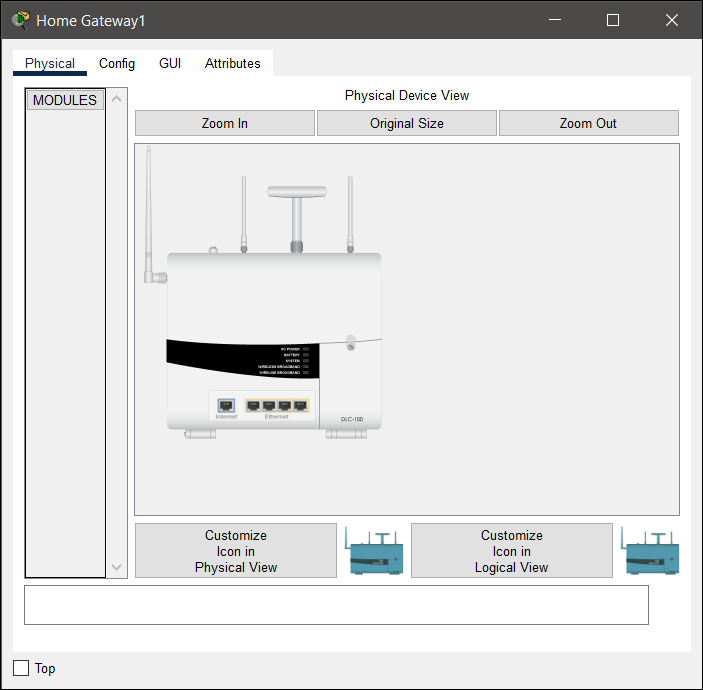 Home Gateway1
Physical
Config
GUI
Attributes
MODULES
Physical Device View
Zoom In
Original Size
Zoom Out
AC POWER
BATTERY
SYSTEM
WIRELESS BROADBAND
WIRELINE BROADBAND
Internet
Ethernet
DLC-100
Customize
Icon in
Physical View
Customize
Icon in
Logical View
Top